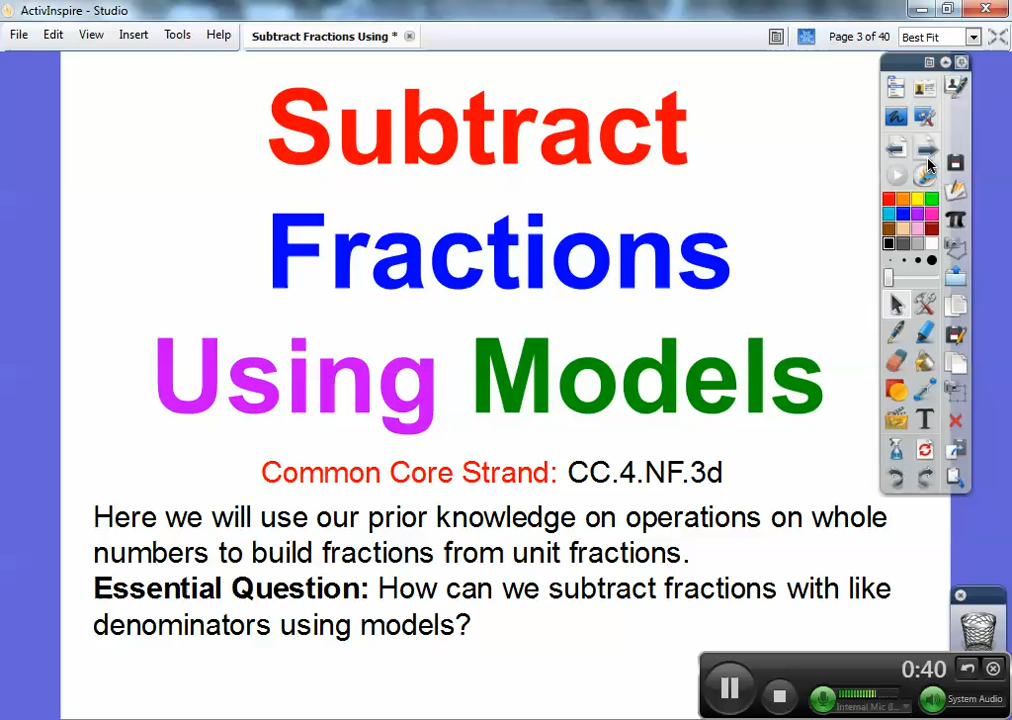 ActivInspire - Studio
File Edit View Insert Tools Help
Subtract Fractions Using *
Page 3 of 40
Best Fit
Subtract
Fractions
Using Models
Common Core Strand: CC.4.NF.3d
Here we will use our prior knowledge on operations on whole
numbers to build fractions from unit fractions.
Essential Question: How can we subtract fractions with like
denominators using models?
0:40
Internal Mic (I...
System Audio